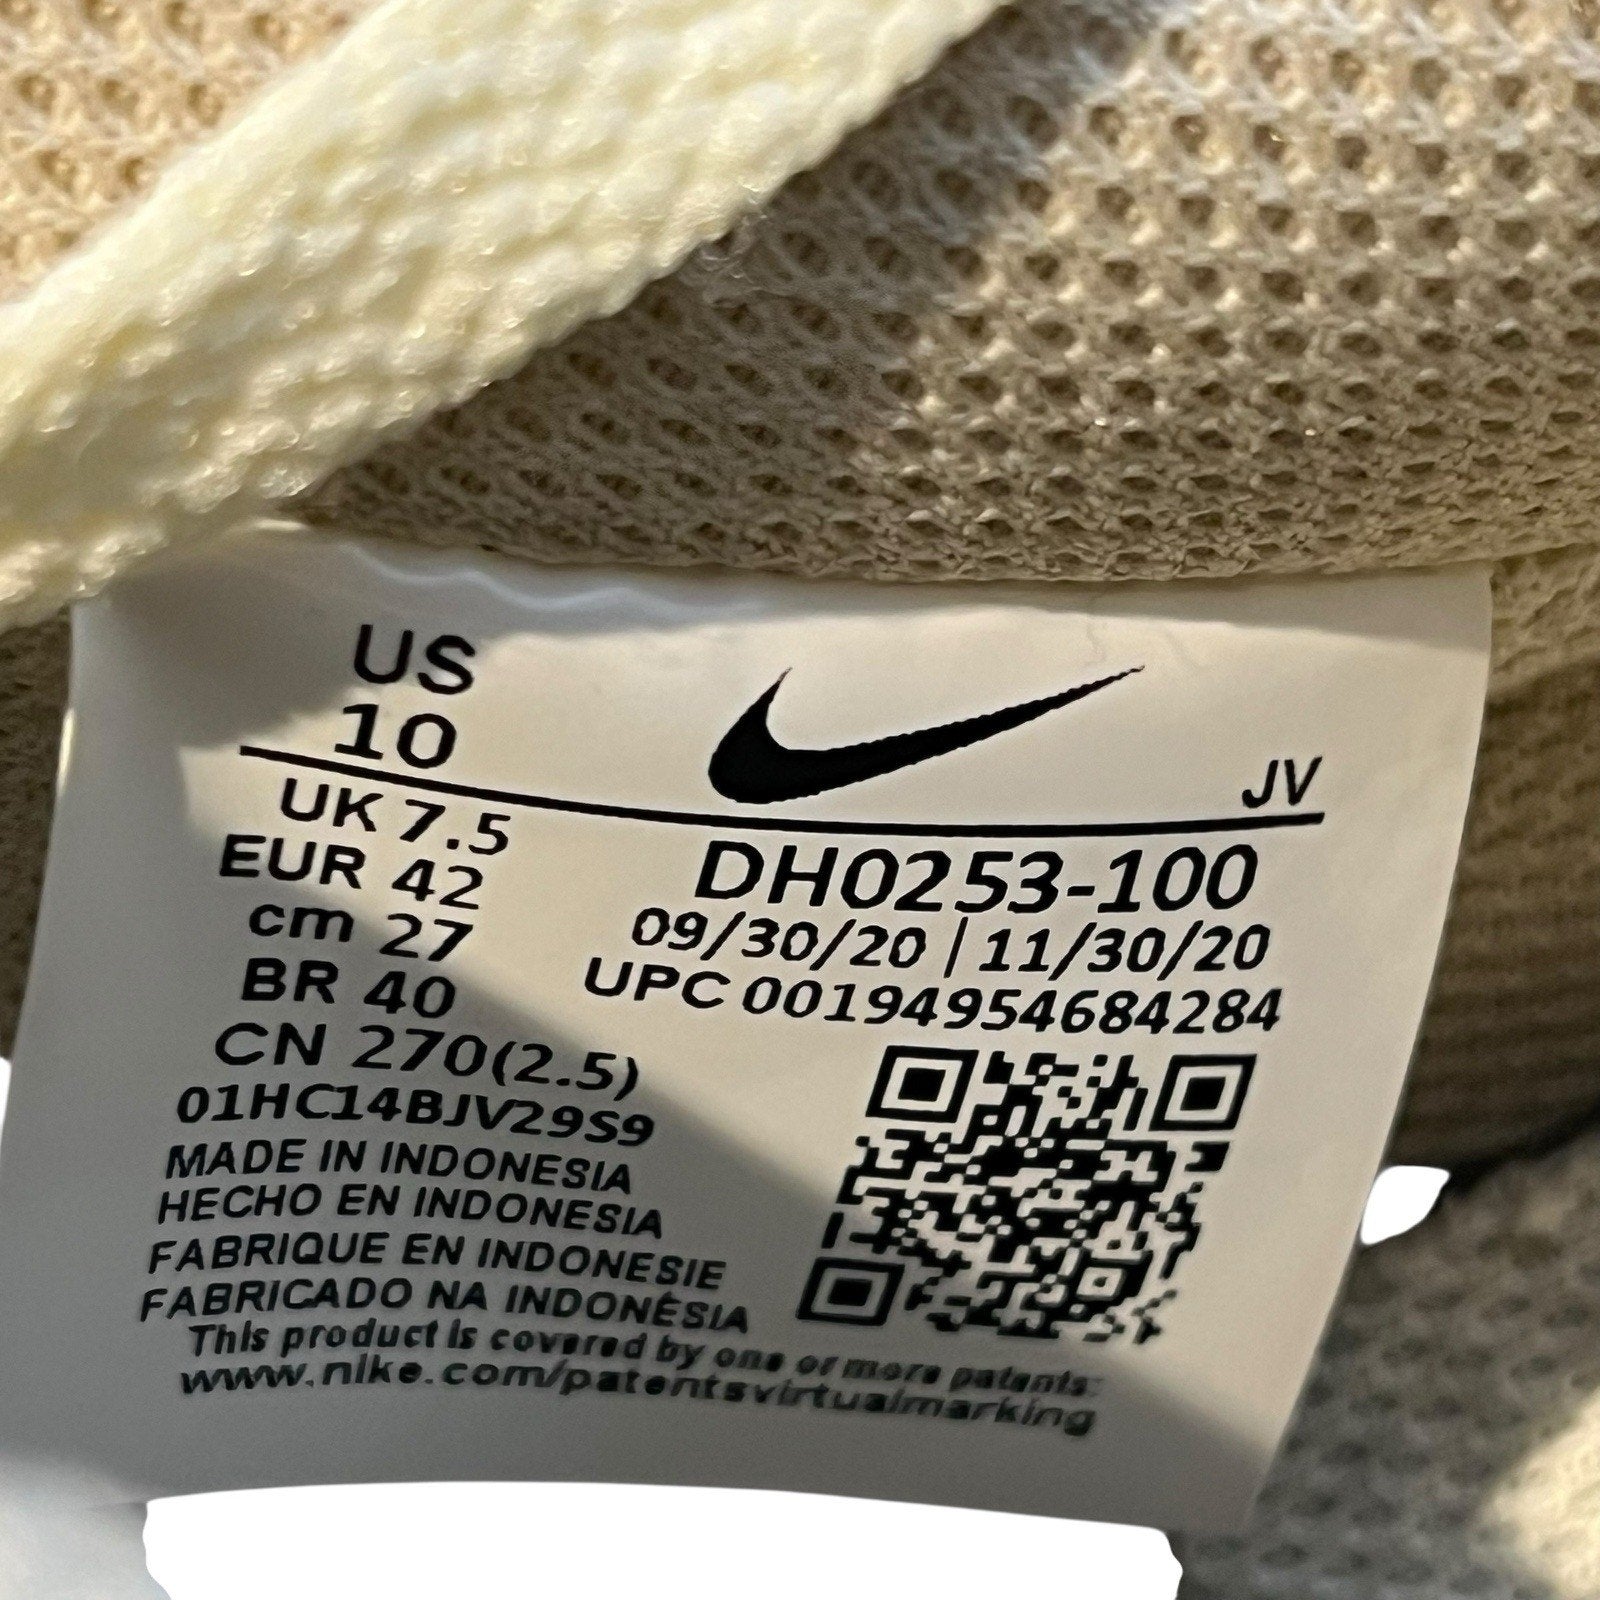 US
10
JV
UK 7.5
EUR 42
cm 27
BR 40
CN 270(2.5)
DH0253-100
09/30/20 | 11/30/20
UPC 00194954684284
01HC14BJV29S9
MADE IN INDONESIA
HECHO EN INDONESIA
FABRIQUE EN INDONESIE
FABRICADO NA INDONÉSIA
This product is covered by one or more patents:
www.nike.com/patentsvirtualmarking